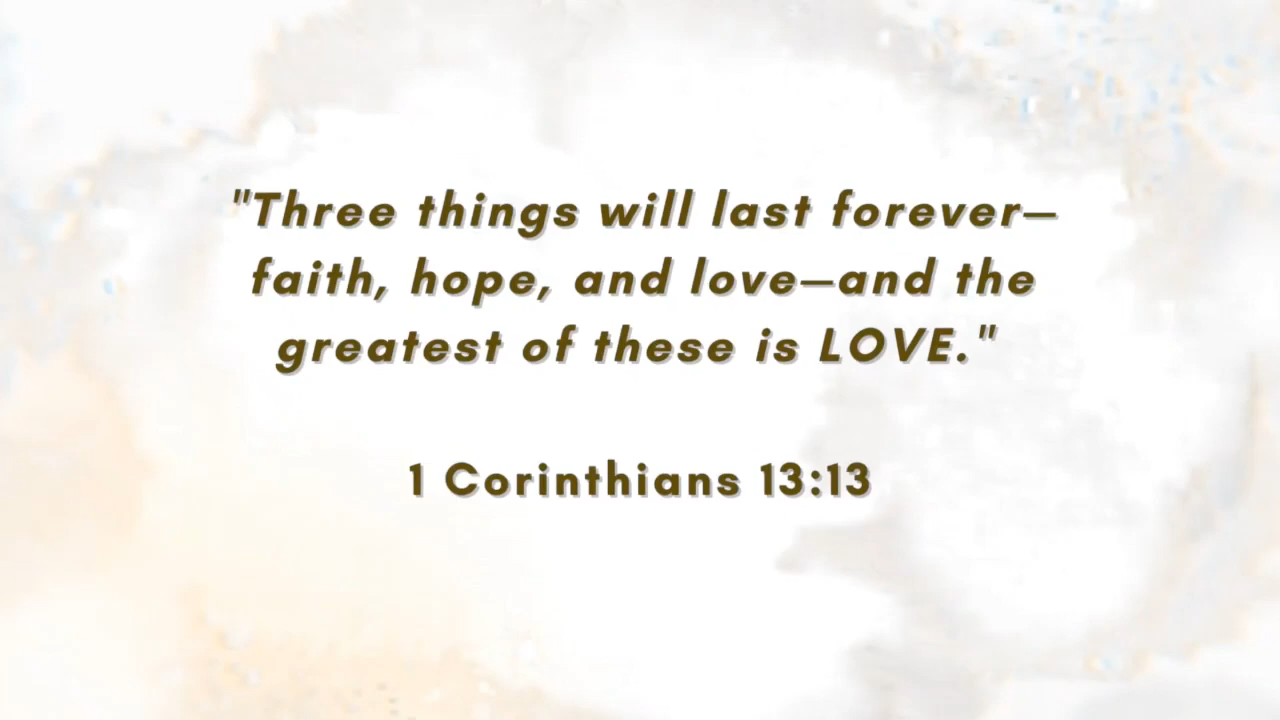 "Three things will last forever—
faith, hope, and love—and the
greatest of these is LOVE."
1 Corinthians 13:13